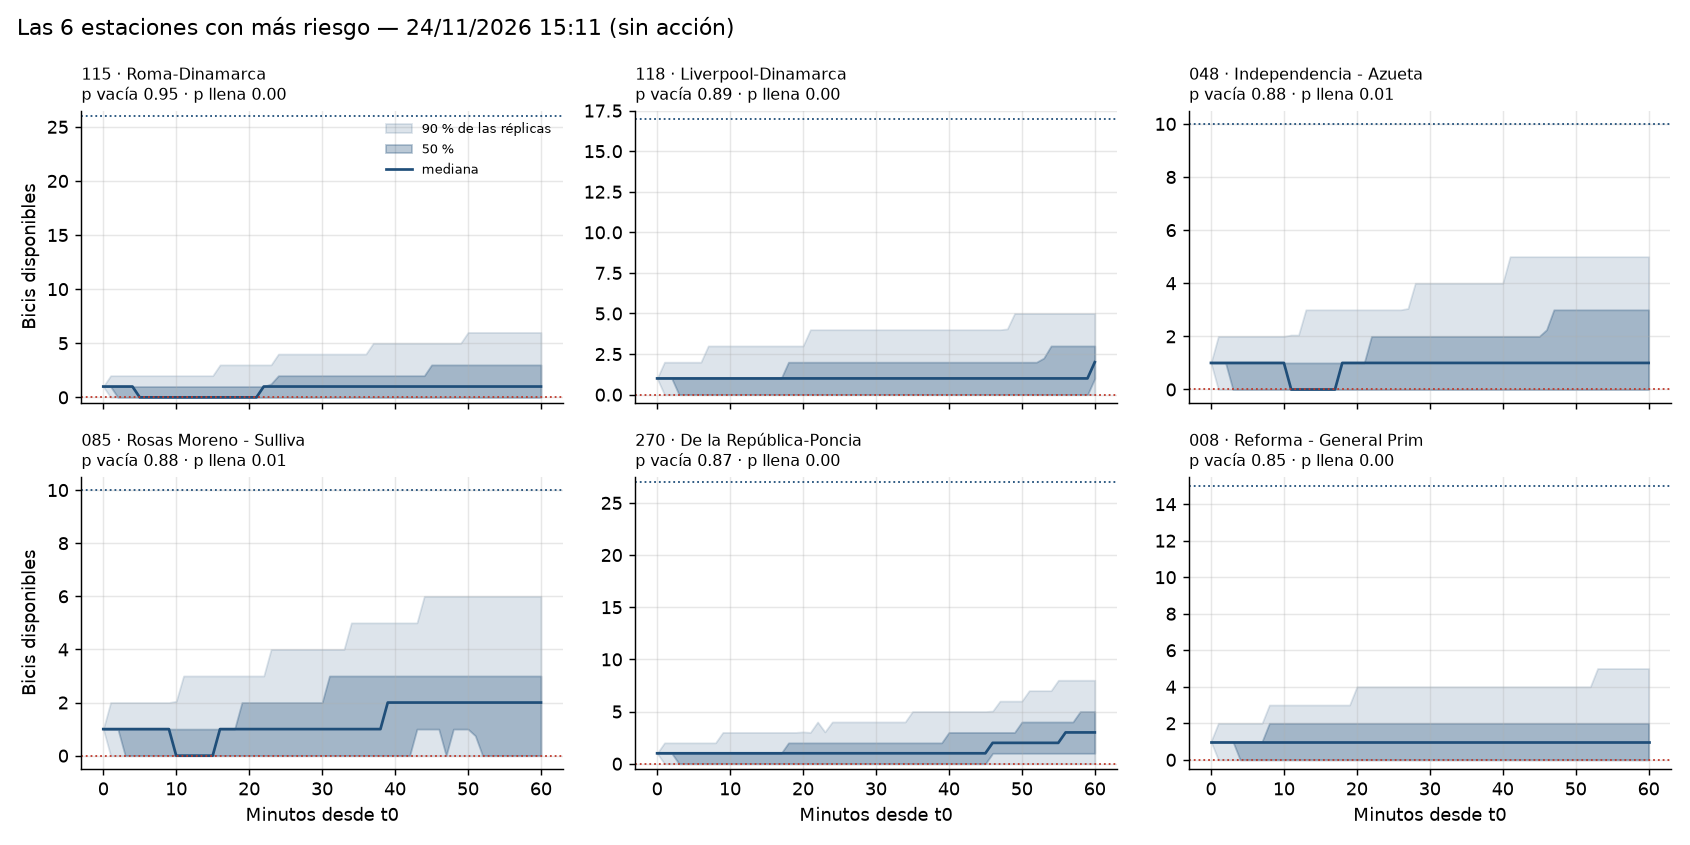 Las 6 estaciones con más riesgo — 24/11/2026 15:11 (sin acción)
115 · Roma-Dinamarca
p vacía 0.95 · p llena 0.00
25
20
15
10
5
0
Bicis disponibles
90 % de las réplicas
50 %
mediana
118 · Liverpool-Dinamarca
p vacía 0.89 · p llena 0.00
17.5
15.0
12.5
10.0
7.5
5.0
2.5
0.0
048 · Independencia - Azueta
p vacía 0.88 · p llena 0.01
10
8
6
4
2
0
085 · Rosas Moreno - Sulliva
p vacía 0.88 · p llena 0.01
10
8
6
4
2
0
Bicis disponibles
0 10 20 30 40 50 60
Minutos desde t0
270 · De la República-Poncia
p vacía 0.87 · p llena 0.00
25
20
15
10
5
0
0 10 20 30 40 50 60
Minutos desde t0
008 · Reforma - General Prim
p vacía 0.85 · p llena 0.00
14
12
10
8
6
4
2
0
0 10 20 30 40 50 60
Minutos desde t0